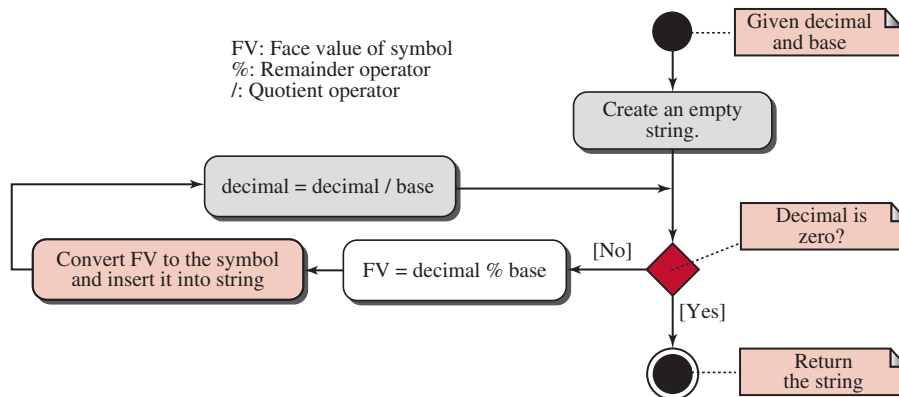 Given decimal
and base
FV: Face value of symbol
%: Remainder operator
/: Quotient operator
Create an empty
string.
decimal = decimal / base
Decimal is
zero?
[No]
FV = decimal % base
Convert FV to the symbol
and insert it into string
[Yes]
Return
the string